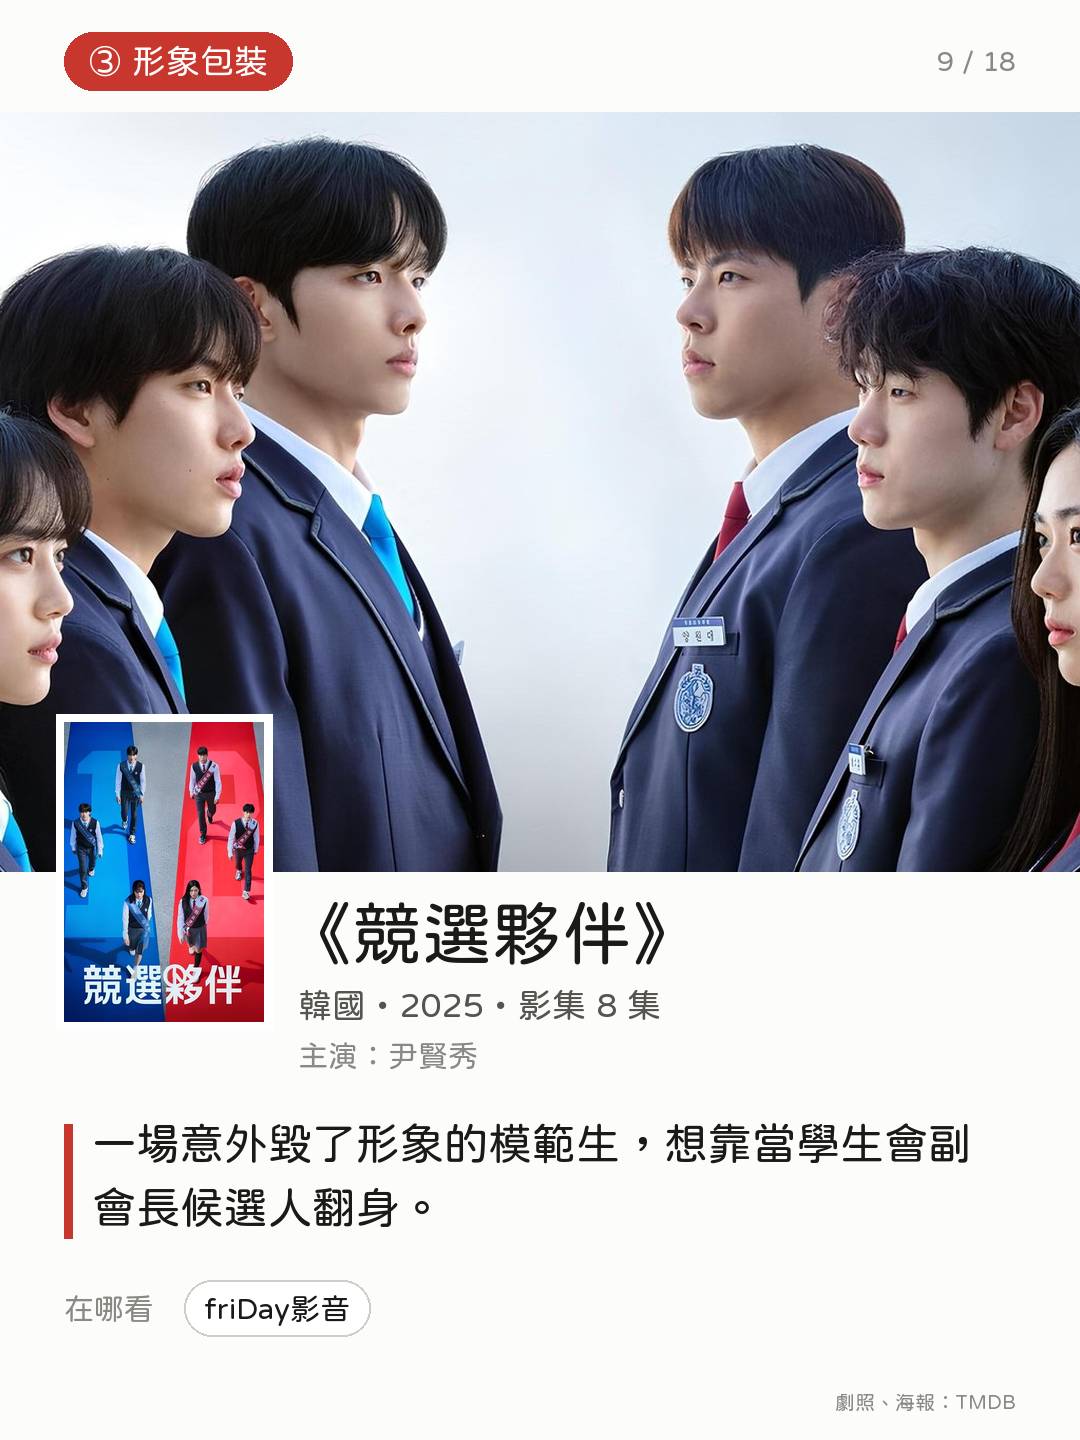 ③ 形象包裝
9 / 18
양원대
競選夥伴
《競選夥伴》
韓國・2025・影集 8 集
主演：尹賢秀
一場意外毀了形象的模範生，想靠當學生會副
會長候選人翻身。
在哪看
friDay影音
劇照、海報：TMDB